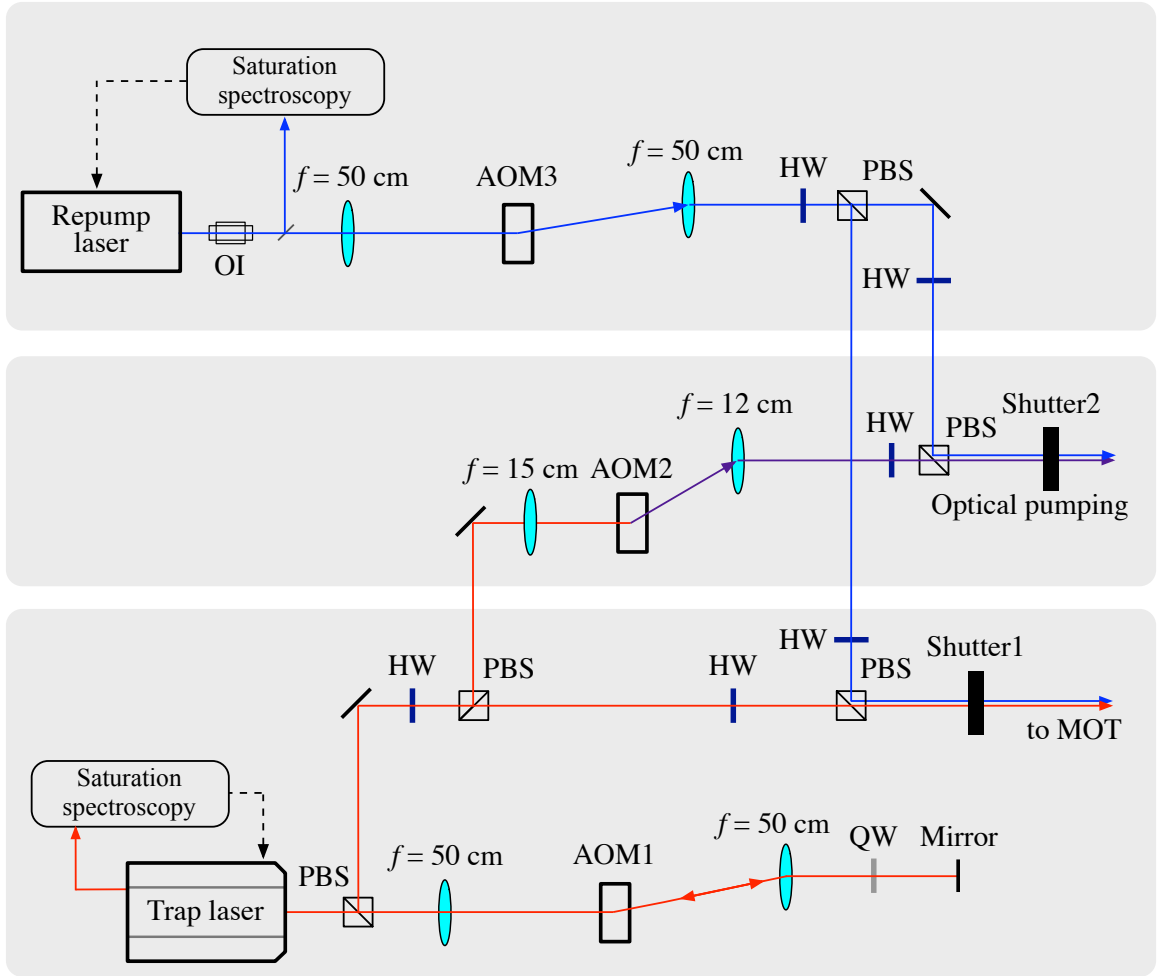 Saturation
spectroscopy
f = 50 cm
f = 50 cm
AOM3
HW
PBS
Repump
laser
OI
HW
f = 12 cm
HW
Shutter2
PBS
f = 15 cm
AOM2
Optical pumping
HW
Shutter1
HW
PBS
HW
PBS
to MOT
Saturation
spectroscopy
f = 50 cm
QW
Mirror
PBS
f = 50 cm
AOM1
Trap laser